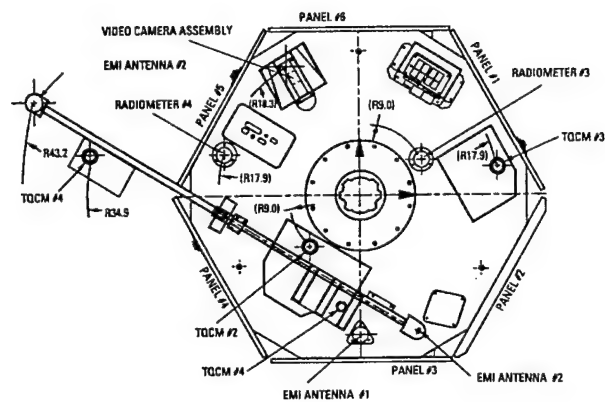 PANEL #6
VIDEO CAMERA ASSEMBLY
EMI ANTENNA #2
RADIOMETER #4
PANEL #5
(R18.3)
(R9.0)
PANEL #1
RADIOMETER #3
TQCM #3
(R17.9)
R43.2
TQCM #4
R34.9
(R17.9)
(R9.0)
PANEL #4
PANEL #2
TQCM #2
TQCM #4
EMI ANTENNA #1
PANEL #3
EMI ANTENNA #2